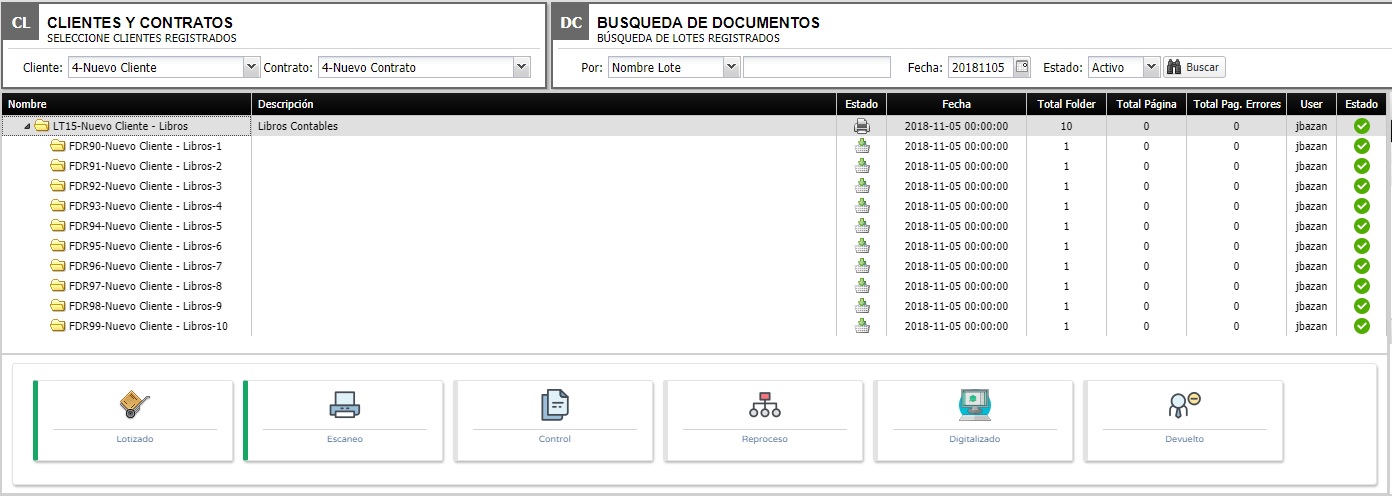 CL CLIENTES Y CONTRATOS
SELECCIONE CLIENTES REGISTRADOS
Cliente: 4-Nuevo Cliente Contrato: 4-Nuevo Contrato
DC BUSQUEDA DE DOCUMENTOS
BÚSQUEDA DE LOTES REGISTRADOS
Por: Nombre Lote Fecha: 20181105 Estado: Activo Buscar
Nombre Descripción Estado Fecha Total Folder Total Página Total Pag. Errores User Estado
LT15-Nuevo Cliente - Libros Libros Contables 2018-11-05 00:00:00 10 0 0 jbazan
FDR90-Nuevo Cliente - Libros-1 2018-11-05 00:00:00 1 0 0 jbazan
FDR91-Nuevo Cliente - Libros-2 2018-11-05 00:00:00 1 0 0 jbazan
FDR92-Nuevo Cliente - Libros-3 2018-11-05 00:00:00 1 0 0 jbazan
FDR93-Nuevo Cliente - Libros-4 2018-11-05 00:00:00 1 0 0 jbazan
FDR94-Nuevo Cliente - Libros-5 2018-11-05 00:00:00 1 0 0 jbazan
FDR95-Nuevo Cliente - Libros-6 2018-11-05 00:00:00 1 0 0 jbazan
FDR96-Nuevo Cliente - Libros-7 2018-11-05 00:00:00 1 0 0 jbazan
FDR97-Nuevo Cliente - Libros-8 2018-11-05 00:00:00 1 0 0 jbazan
FDR98-Nuevo Cliente - Libros-9 2018-11-05 00:00:00 1 0 0 jbazan
FDR99-Nuevo Cliente - Libros-10 2018-11-05 00:00:00 1 0 0 jbazan
Lotizado Escaneo Control Reproceso Digitalizado Devuelto